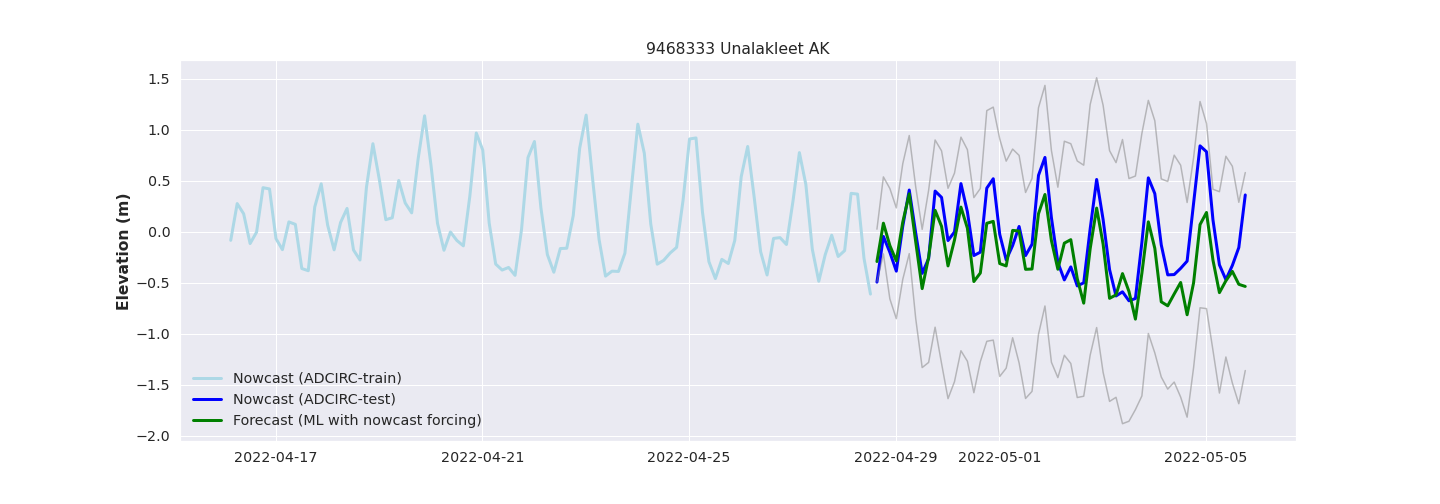 9468333 Unalakleet AK
Elevation (m)
1.5
1.0
0.5
0.0
−0.5
−1.0
−1.5
−2.0
Nowcast (ADCIRC-train)
Nowcast (ADCIRC-test)
Forecast (ML with nowcast forcing)
2022-04-17 2022-04-21 2022-04-25 2022-04-29 2022-05-01 2022-05-05